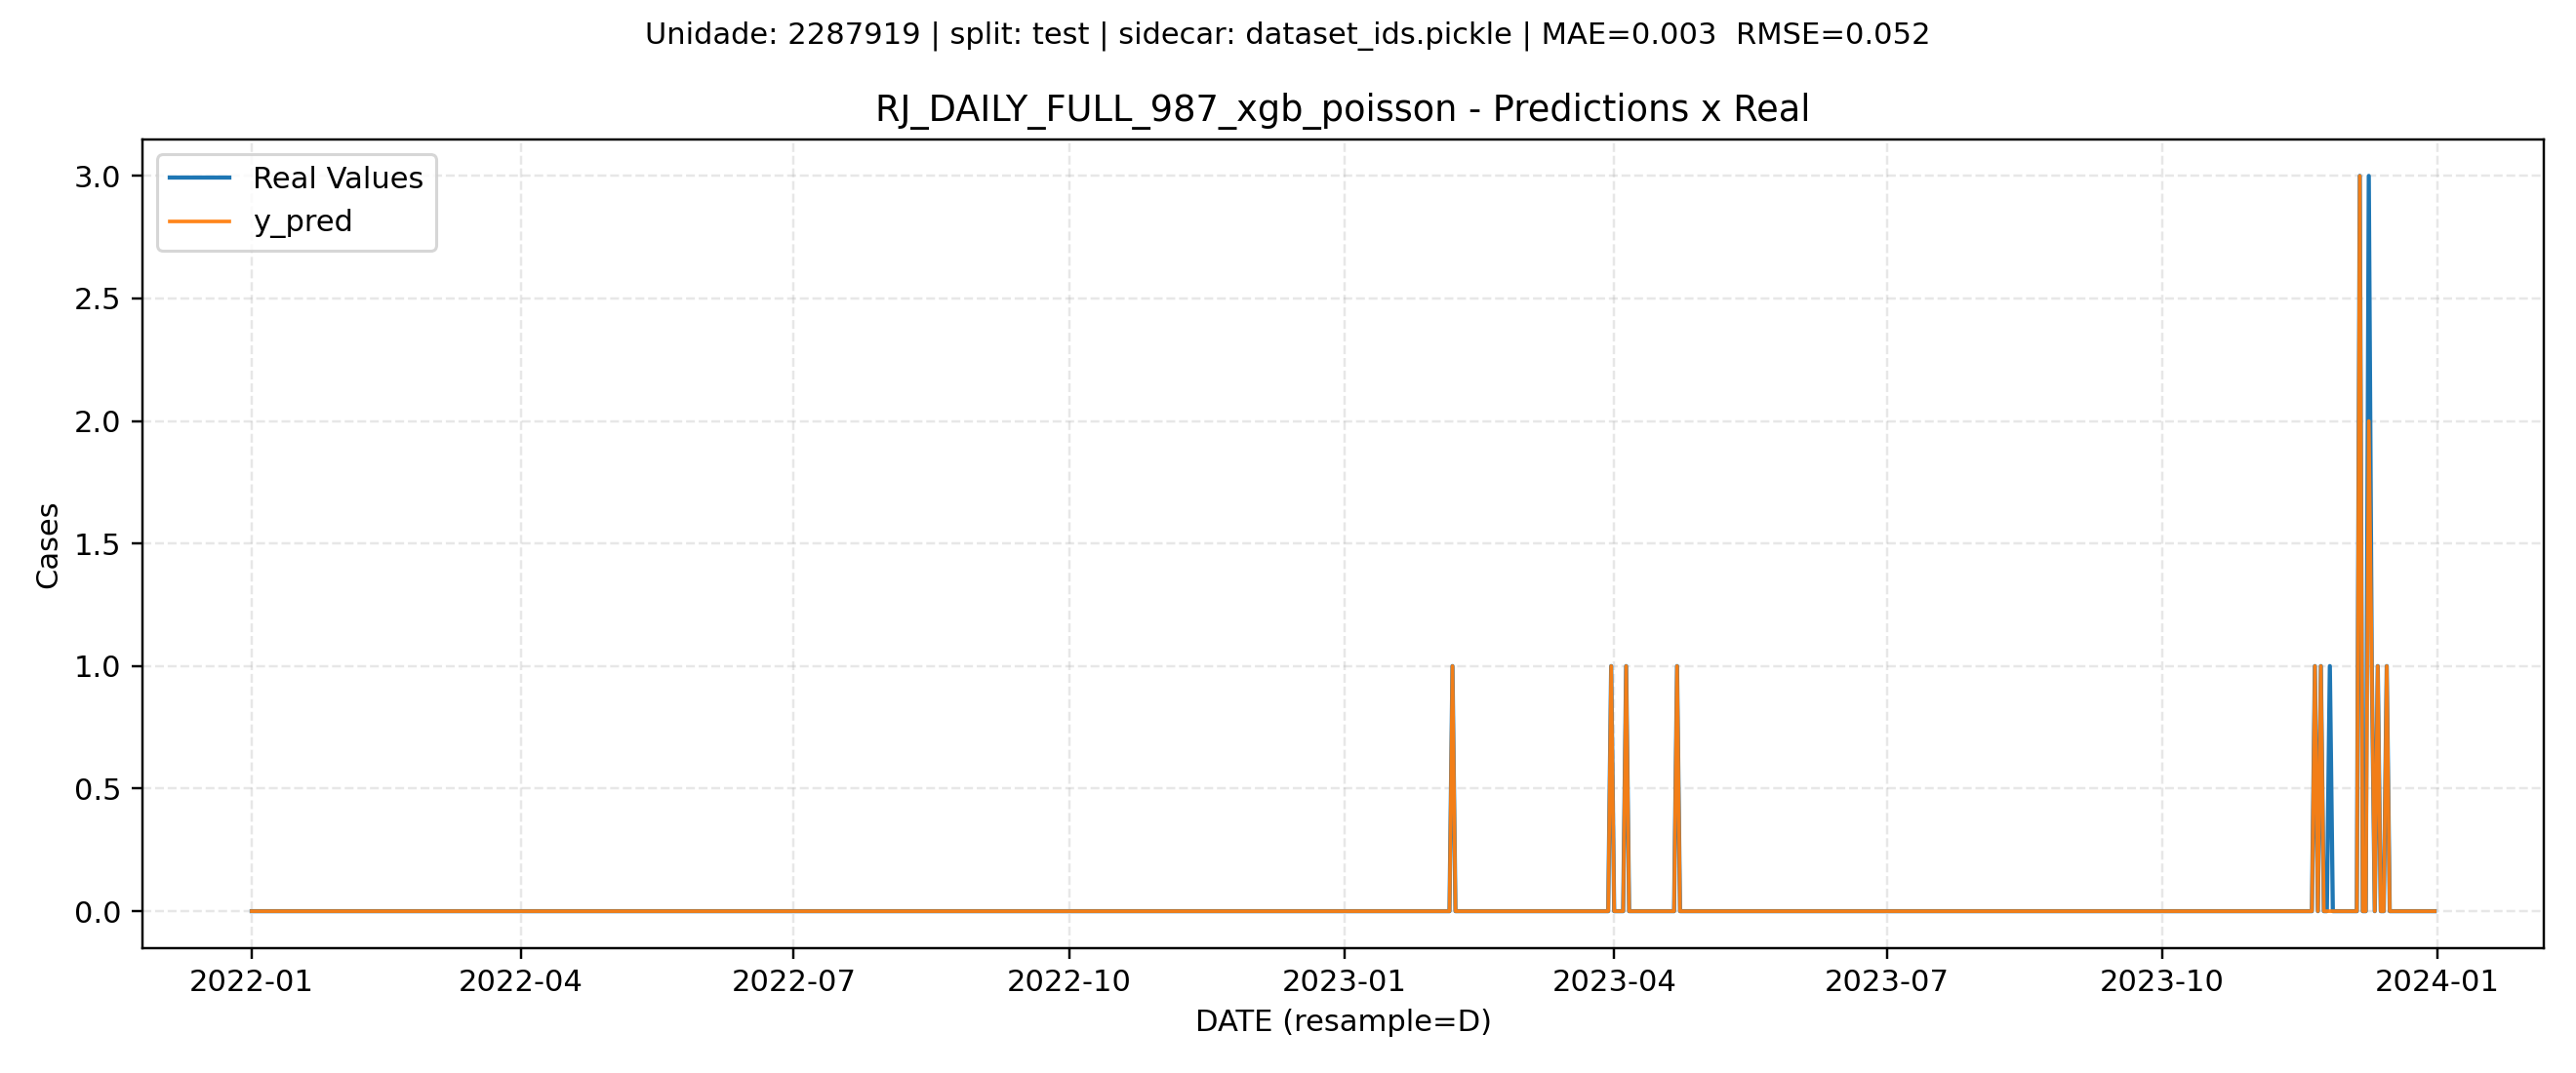 Unidade: 2287919 | split: test | sidecar: dataset_ids.pickle | MAE=0.003  RMSE=0.052
RJ_DAILY_FULL_987_xgb_poisson - Predictions x Real
Real Values
y_pred
3.0
2.5
2.0
1.5
1.0
0.5
0.0
Cases
2022-01 2022-04 2022-07 2022-10 2023-01 2023-04 2023-07 2023-10 2024-01
DATE (resample=D)